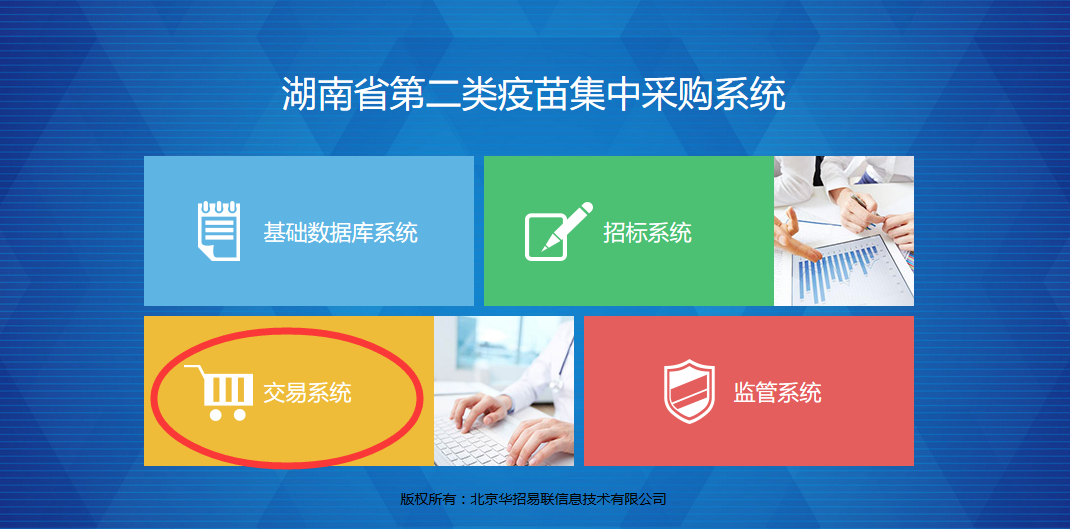 湖南省第二类疫苗集中采购系统
基础数据库系统
招标系统
交易系统
监管系统
版权所有：北京华招易联信息技术有限公司